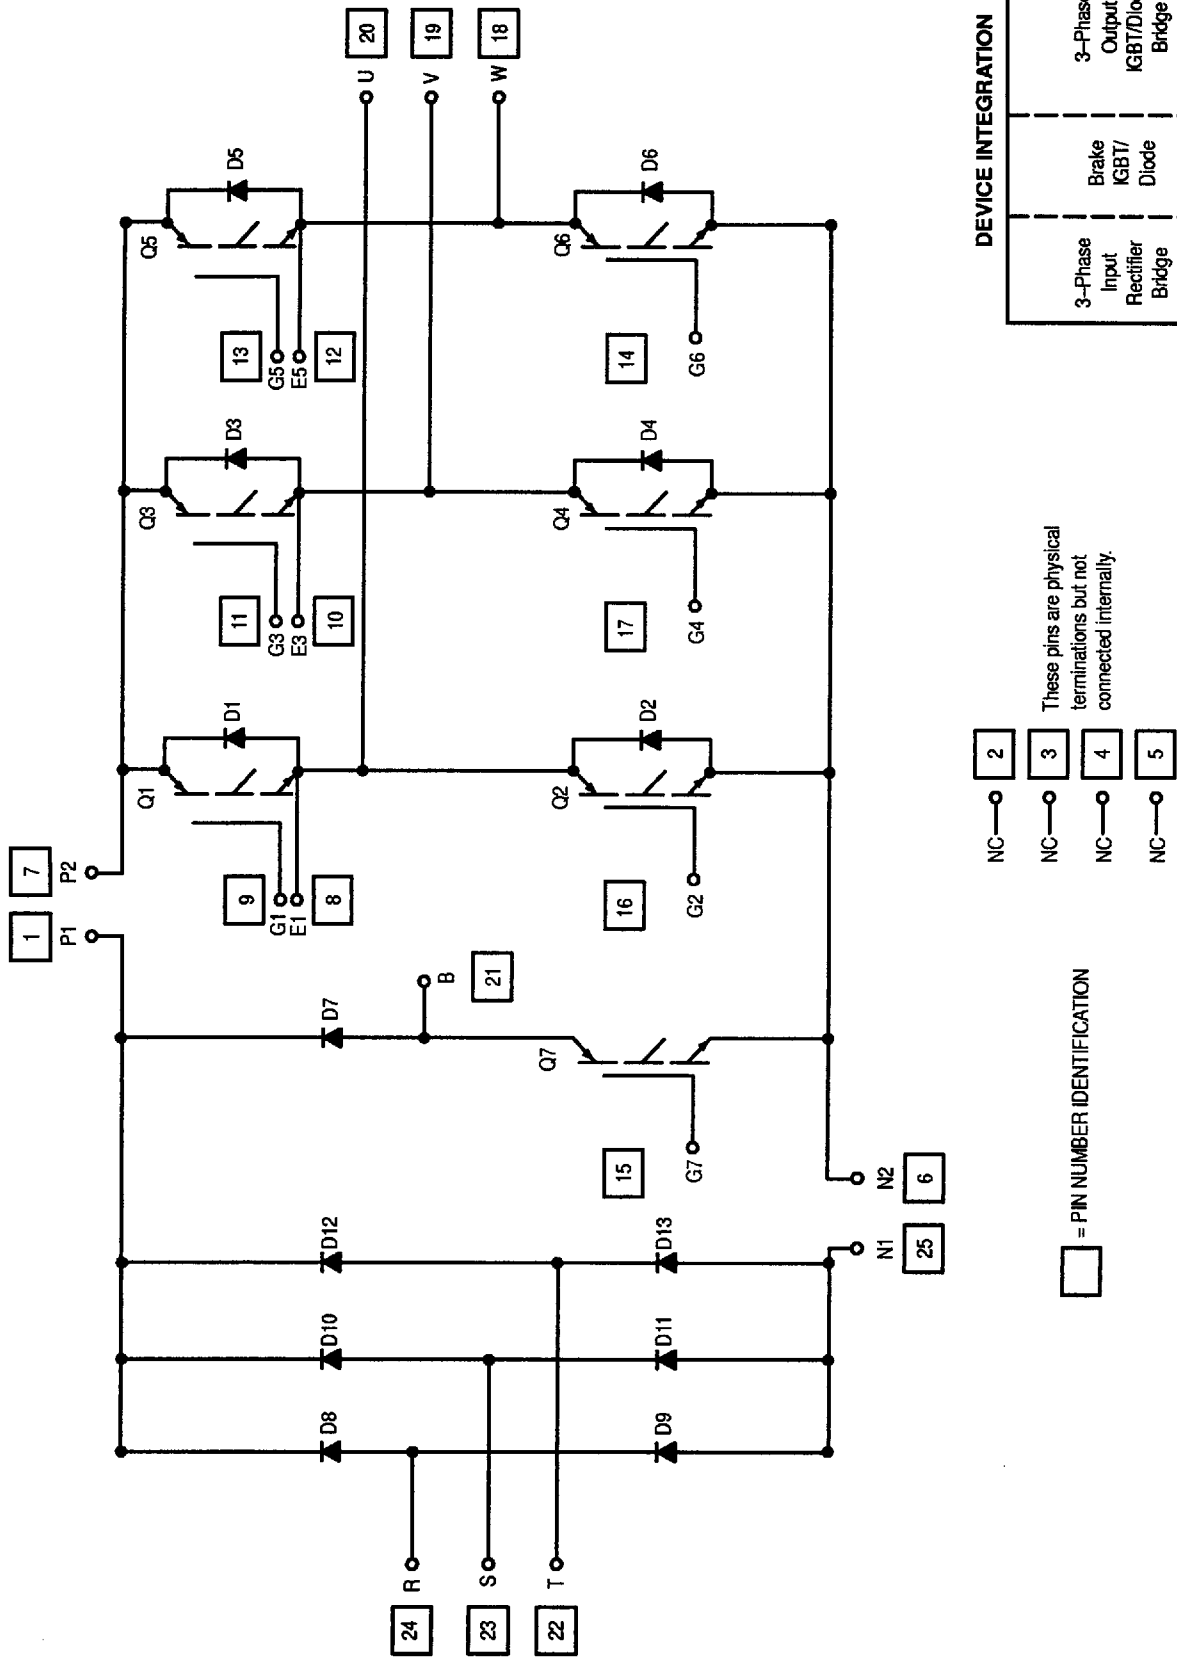 1
7
P1
P2
20
19
18
U
V
W
D8
D10
D12
D7
Q1
D1
Q3
D3
Q5
D5
9
G1
E1
8
11
G3
E3
10
13
G5
E5
12
B
21
24
R
23
S
22
T
D9
D11
D13
Q7
15
G7
Q2
D2
16
G2
Q4
D4
17
G4
Q6
D6
14
G6
N1
25
N2
6
= PIN NUMBER IDENTIFICATION
NC 2
NC 3
NC 4
NC 5
These pins are physical
terminations but not
connected internally.
DEVICE INTEGRATION
3–Phase
Input
Rectifier
Bridge
Brake
IGBT/
Diode
3–Phase
Output
IGBT/Diode
Bridge